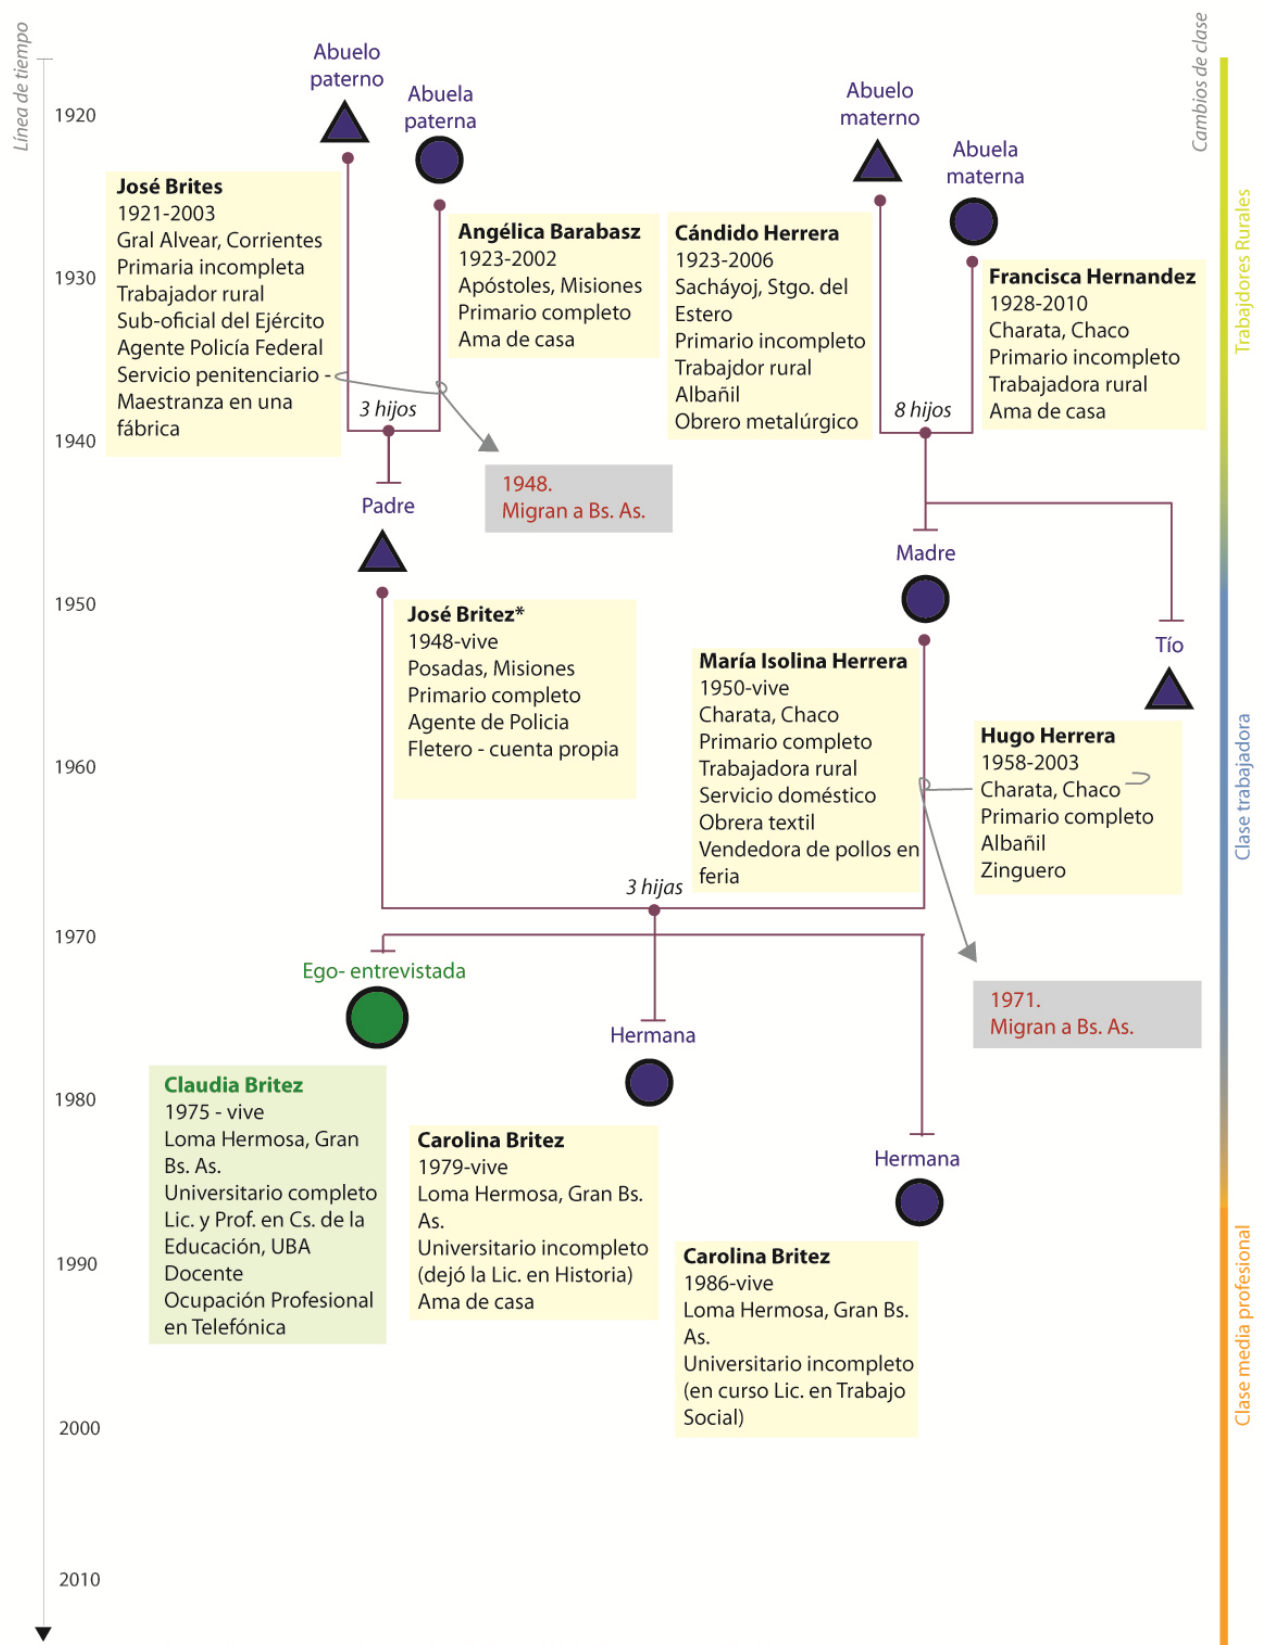 Línea de tiempo
Cambios de clase
Abuelo
paterno
Abuela
paterna
Abuelo
materno
Abuela
materna
1920
José Brites
1921-2003
Gral Alvear, Corrientes
Primaria incompleta
Trabajador rural
Sub-oficial del Ejército
Agente Policía Federal
Servicio penitenciario -
Maestranza en una
fábrica
Angélica Barabasz
1923-2002
Apóstoles, Misiones
Primario completo
Ama de casa
Cándido Herrera
1923-2006
Sacháyoj, Stgo. del
Estero
Primario incompleto
Trabajdor rural
Albañil
Obrero metalúrgico
Francisca Hernandez
1928-2010
Charata, Chaco
Primario incompleto
Trabajadora rural
Ama de casa
Trabajdores Rurales
1930
3 hijos
8 hijos
1940
1948.
Migran a Bs. As.
Padre
Madre
Tío
1950
José Britez*
1948-vive
Posadas, Misiones
Primario completo
Agente de Policia
Fletero - cuenta propia
María Isolina Herrera
1950-vive
Charata, Chaco
Primario completo
Trabajadora rural
Servicio doméstico
Obrera textil
Vendedora de pollos en
feria
Hugo Herrera
1958-2003
Charata, Chaco
Primario completo
Albañil
Zinguero
Clase trabajadora
1960
3 hijas
1970
Ego- entrevistada
1971.
Migran a Bs. As.
Hermana
Claudia Britez
1975 - vive
Loma Hermosa, Gran
Bs. As.
Universitario completo
Lic. y Prof. en Cs. de la
Educación, UBA
Docente
Ocupación Profesional
en Telefónica
1980
Carolina Britez
1979-vive
Loma Hermosa, Gran Bs.
As.
Universitario incompleto
(dejó la Lic. en Historia)
Ama de casa
Hermana
Carolina Britez
1986-vive
Loma Hermosa, Gran Bs.
As.
Universitario incompleto
(en curso Lic. en Trabajo
Social)
Clase media profesional
1990
2000
2010